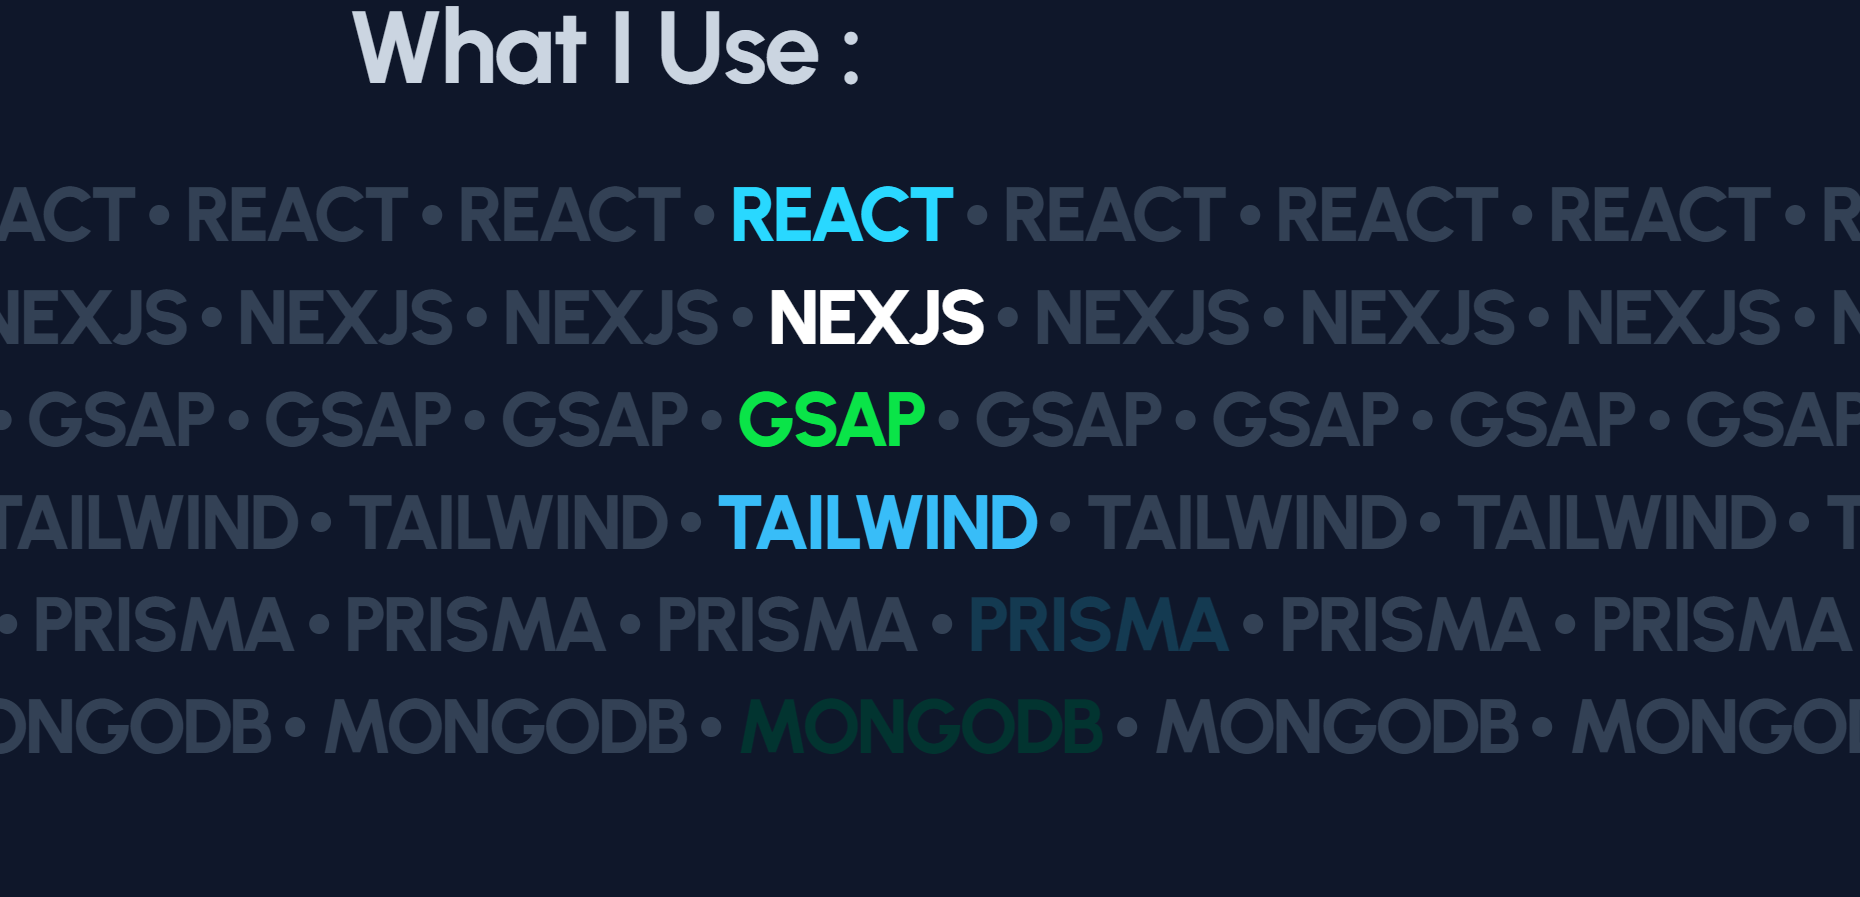 What I Use :
ACT • REACT • REACT • REACT • REACT • REACT • REACT • R
NEXJS • NEXJS • NEXJS • NEXJS • NEXJS • NEXJS • NEXJS • N
• GSAP • GSAP • GSAP • GSAP • GSAP • GSAP • GSAP • GSAP
TAILWIND • TAILWIND • TAILWIND • TAILWIND • TAILWIND • T
• PRISMA • PRISMA • PRISMA • PRISMA • PRISMA • PRISMA
ONGODB • MONGODB • MONGODB • MONGODB • MONGOD